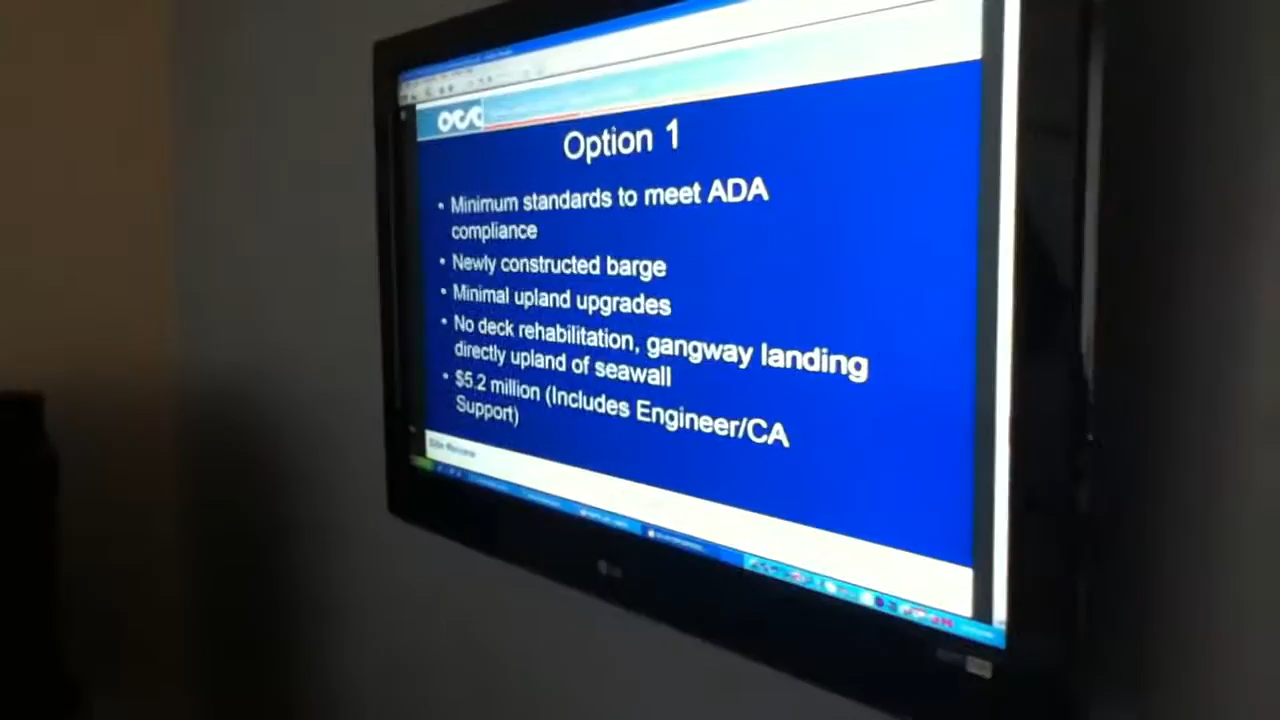 Option 1
• Minimum standards to meet ADA
compliance
• Newly constructed barge
• Minimal upland upgrades
• No deck rehabilitation, gangway landing
directly upland of seawall
• $5.2 million (Includes Engineer/CA
Support)
LG